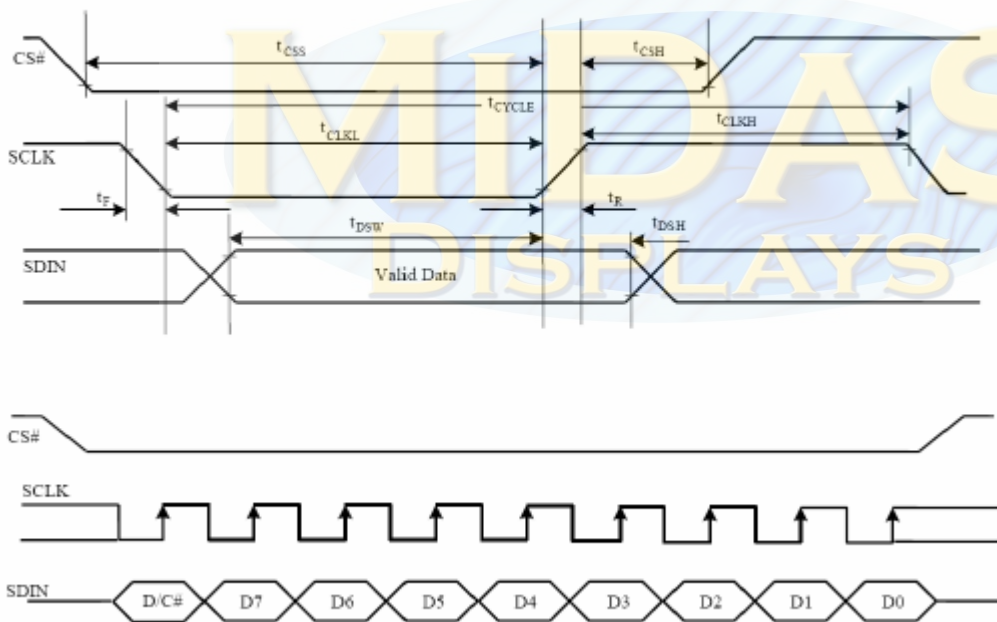 MIDAS
DISPLAYS
CS#
tCSS
tCSH
tCYCLE
tCLKL
tCLKH
SCLK
tF
tR
tDSW
tDSH
SDIN
Valid Data
CS#
SCLK
SDIN
D/C# D7 D6 D5 D4 D3 D2 D1 D0